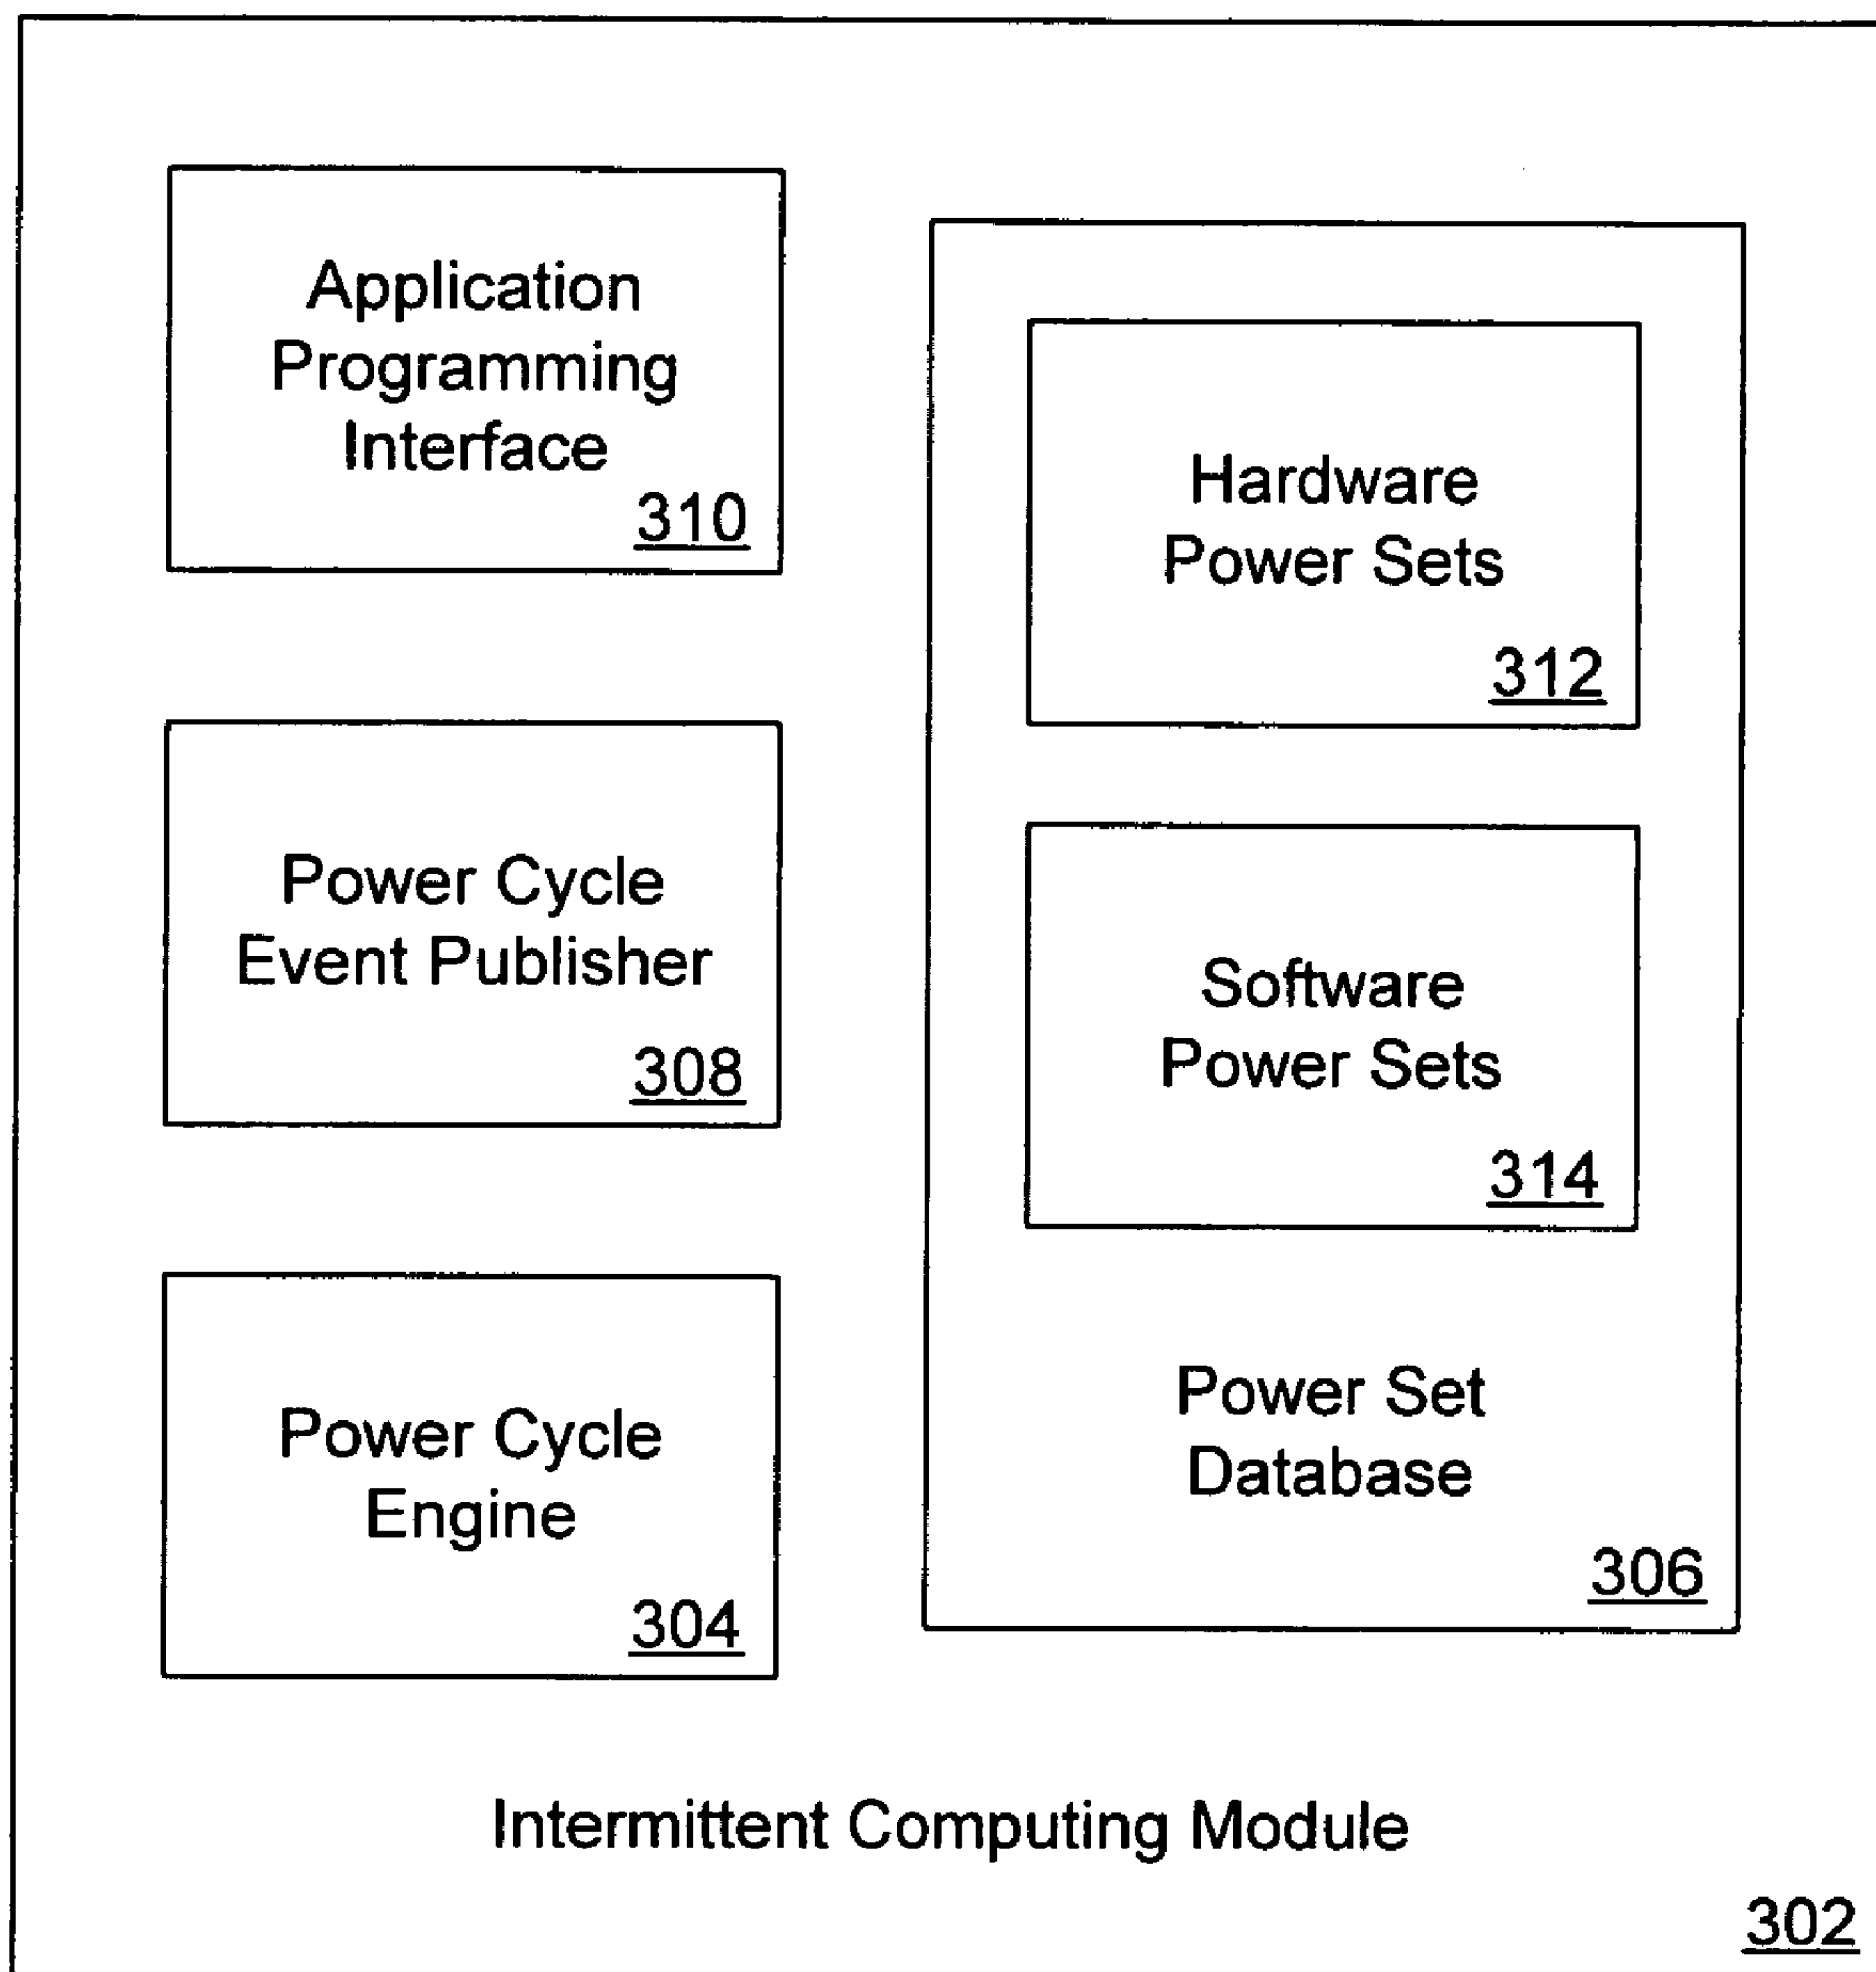 Application
Programming
Interface
310
Power Cycle
Event Publisher
308
Power Cycle
Engine
304
Hardware
Power Sets
312
Software
Power Sets
314
Power Set
Database
306
Intermittent Computing Module
302